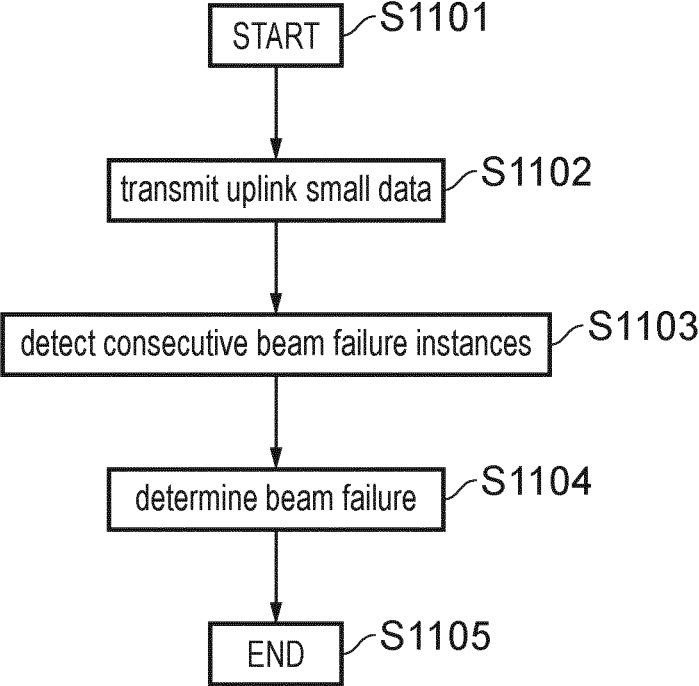 START
S1101
transmit uplink small data
S1102
detect consecutive beam failure instances
S1103
determine beam failure
S1104
END
S1105